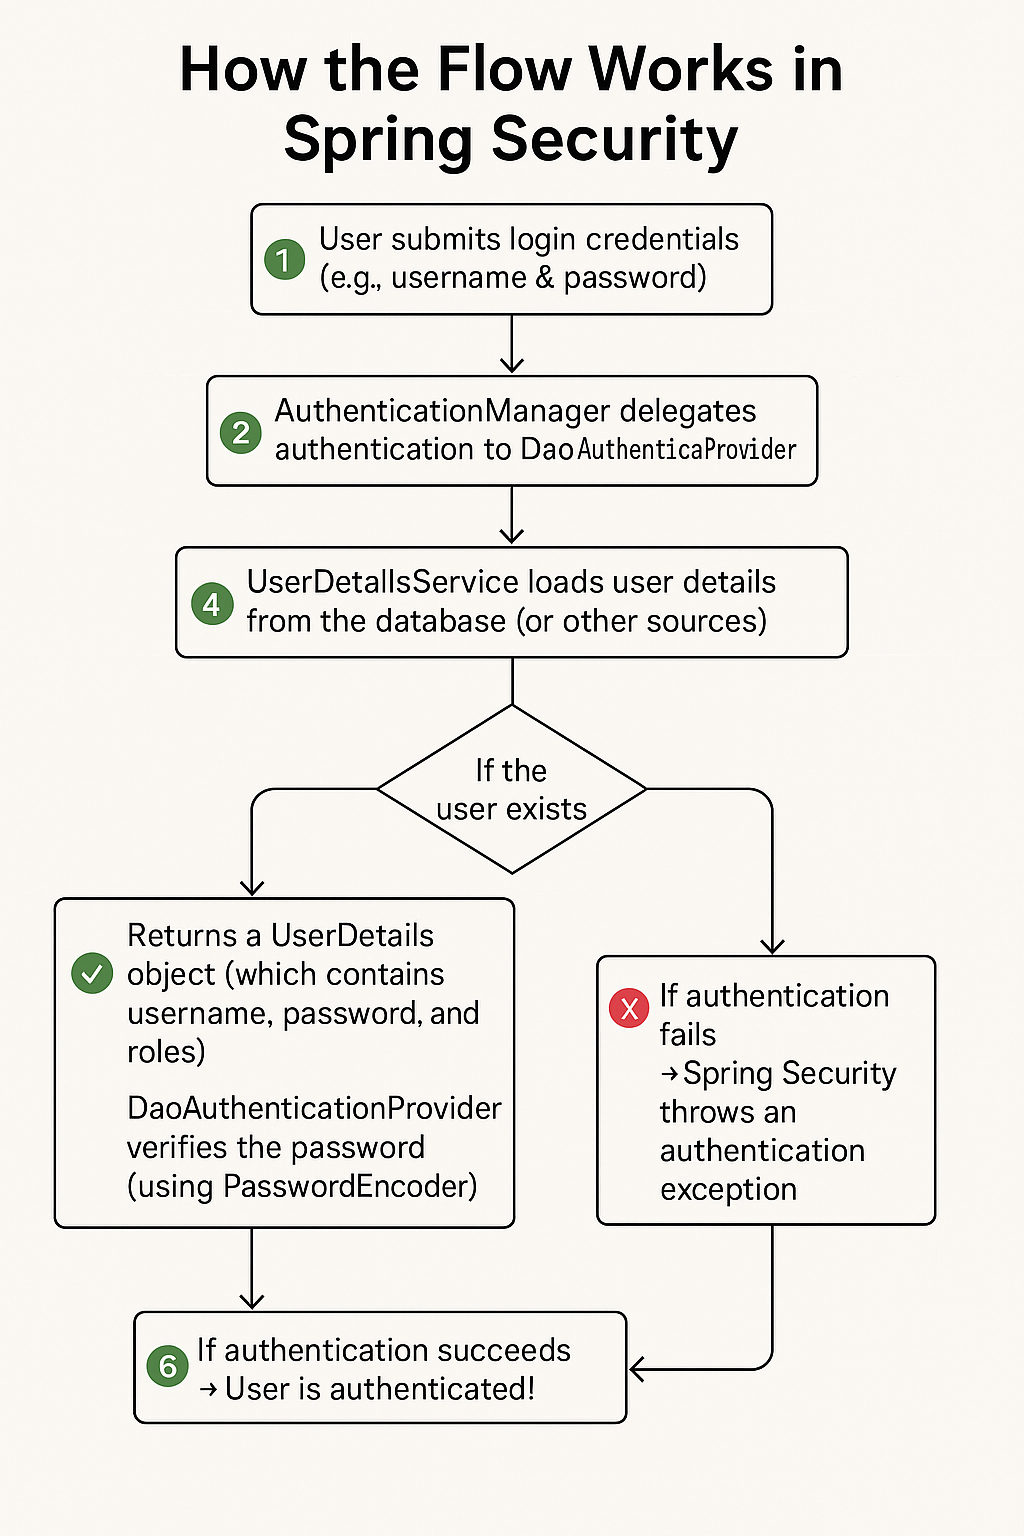 How the Flow Works in
Spring Security
1
User submits login credentials
(e.g., username & password)
2
AuthenticationManager delegates
authentication to DaoAuthenticaProvider
4
UserDetallsService loads user details
from the database (or other sources)
If the
user exists
Returns a UserDetails
object (which contains
username, password, and
roles)
DaoAuthenticationProvider
verifies the password
(using PasswordEncoder)
X
If authentication
fails
→Spring Security
throws an
authentication
exception
6
If authentication succeeds
→ User is authenticated!